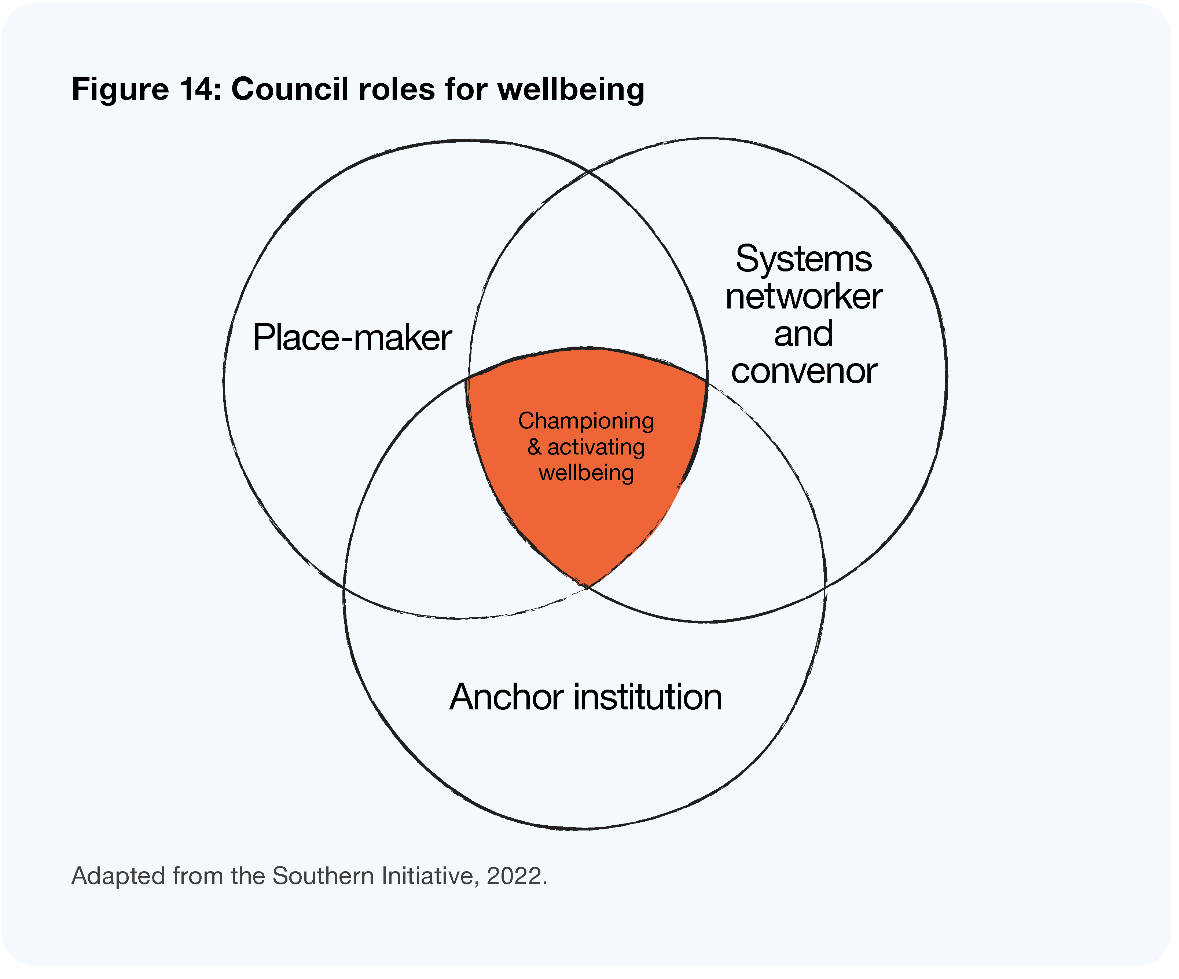 Figure 14: Council roles for wellbeing
Place-maker
Systems
networker
and
convenor
Championing
& activating
wellbeing
Anchor institution
Adapted from the Southern Initiative, 2022.